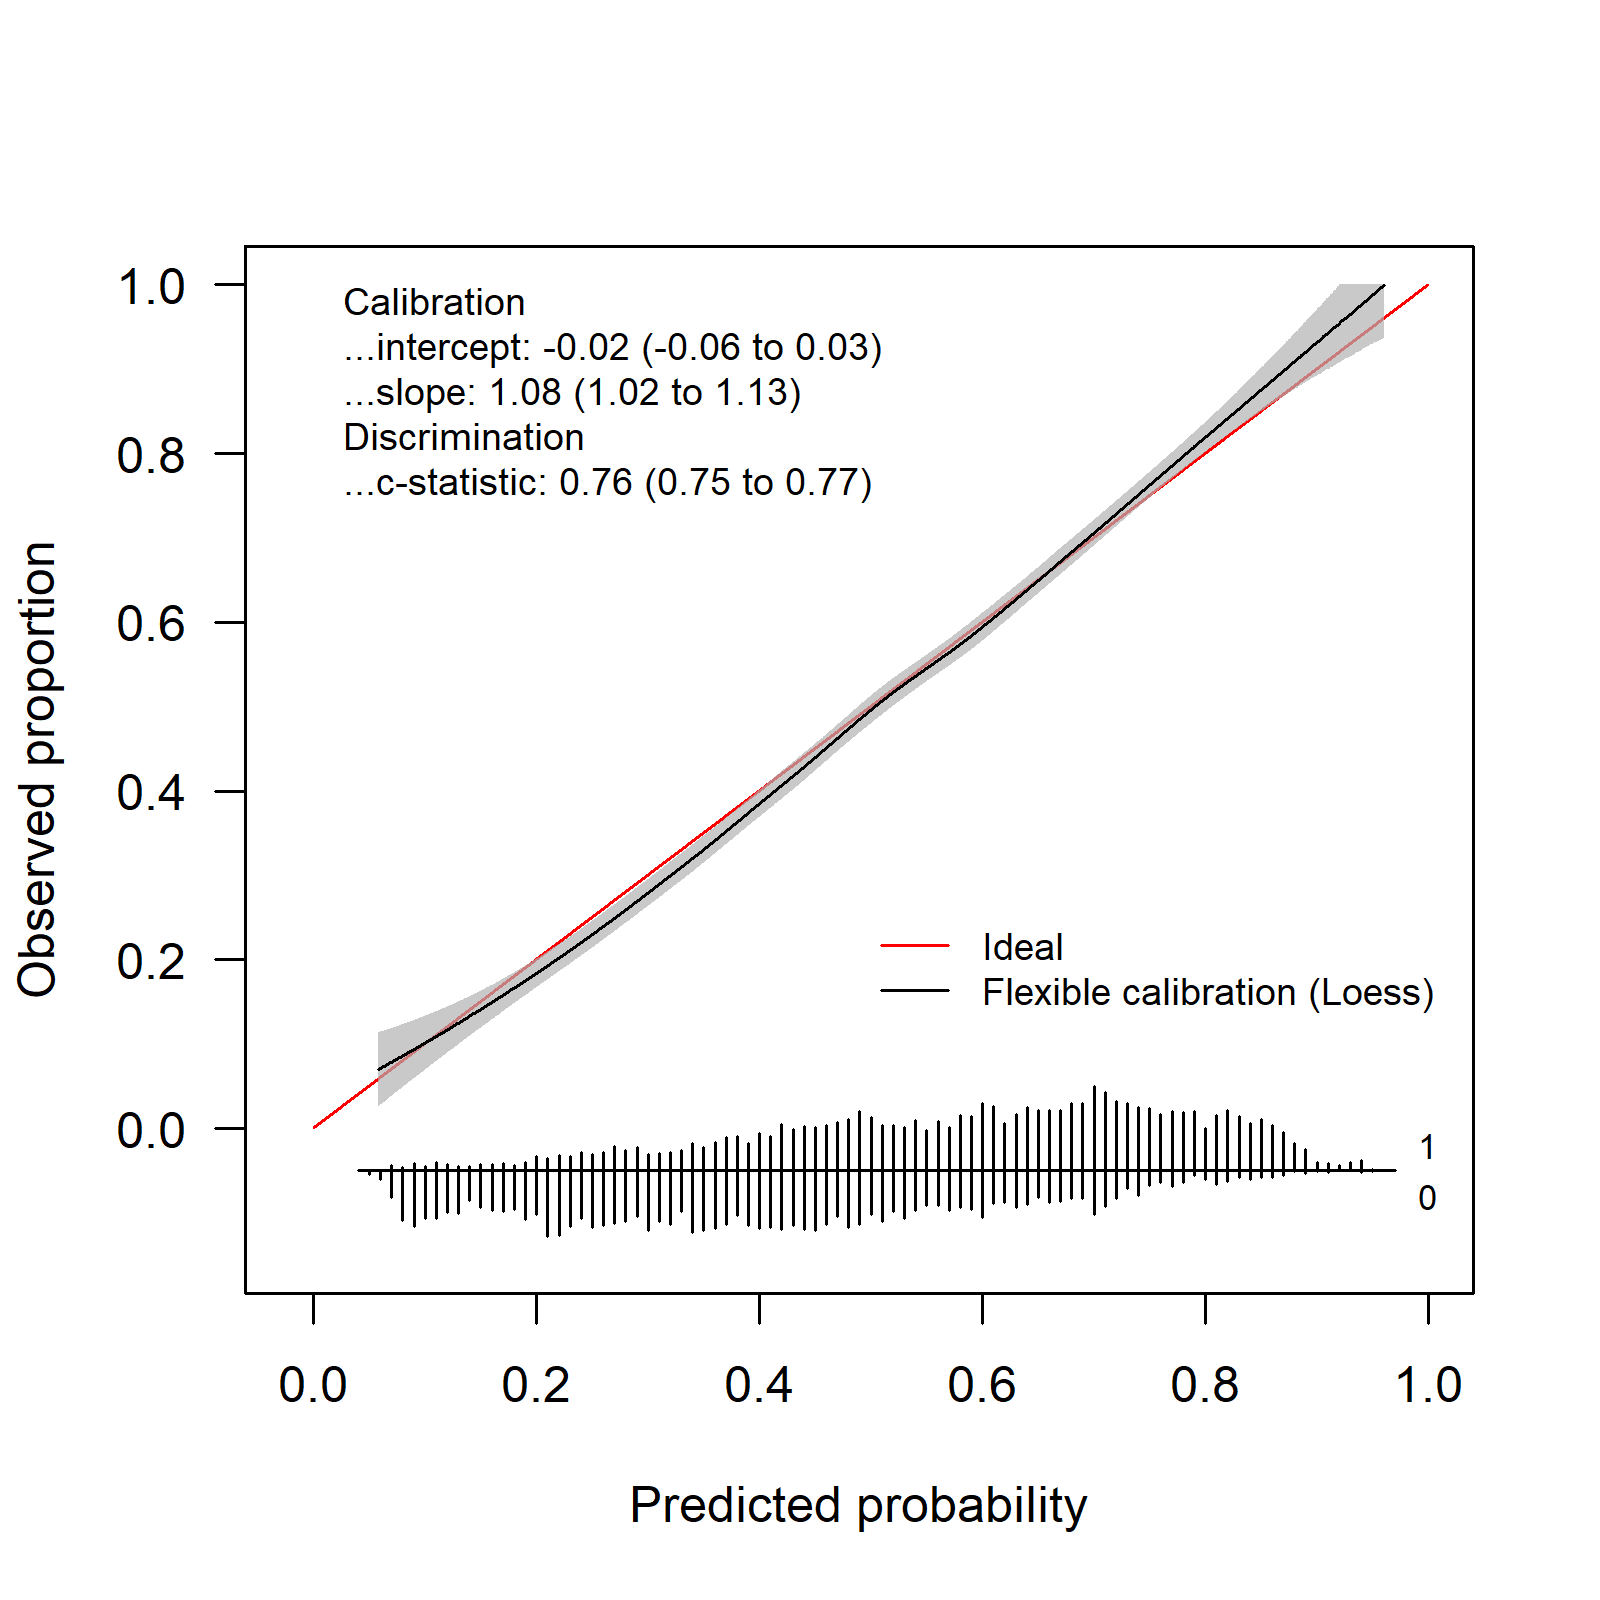 Calibration
...intercept: -0.02 (-0.06 to 0.03)
...slope: 1.08 (1.02 to 1.13)
Discrimination
...c-statistic: 0.76 (0.75 to 0.77)
1.0
0.8
0.6
0.4
0.2
0.0
Observed proportion
Ideal
Flexible calibration (Loess)
1
0
0.0 0.2 0.4 0.6 0.8 1.0
Predicted probability